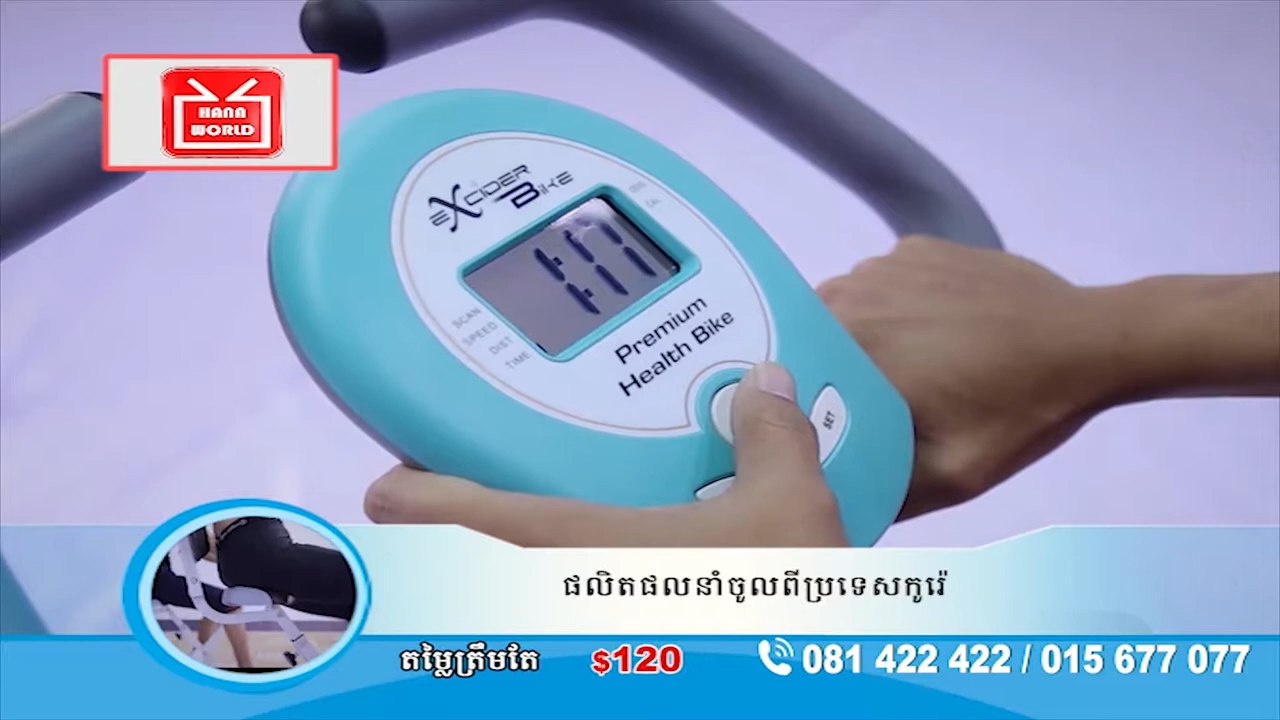 HANA
WORLD
eXCIDER
BIKE
ODO
CAL
SCAN
SPEED
DIST
TIME
Premium
Health Bike
SET
ផលិតផលនាំចូលពីប្រទេសកូរ៉េ
តម្លៃត្រឹមតែ $120 081 422 422 / 015 677 077